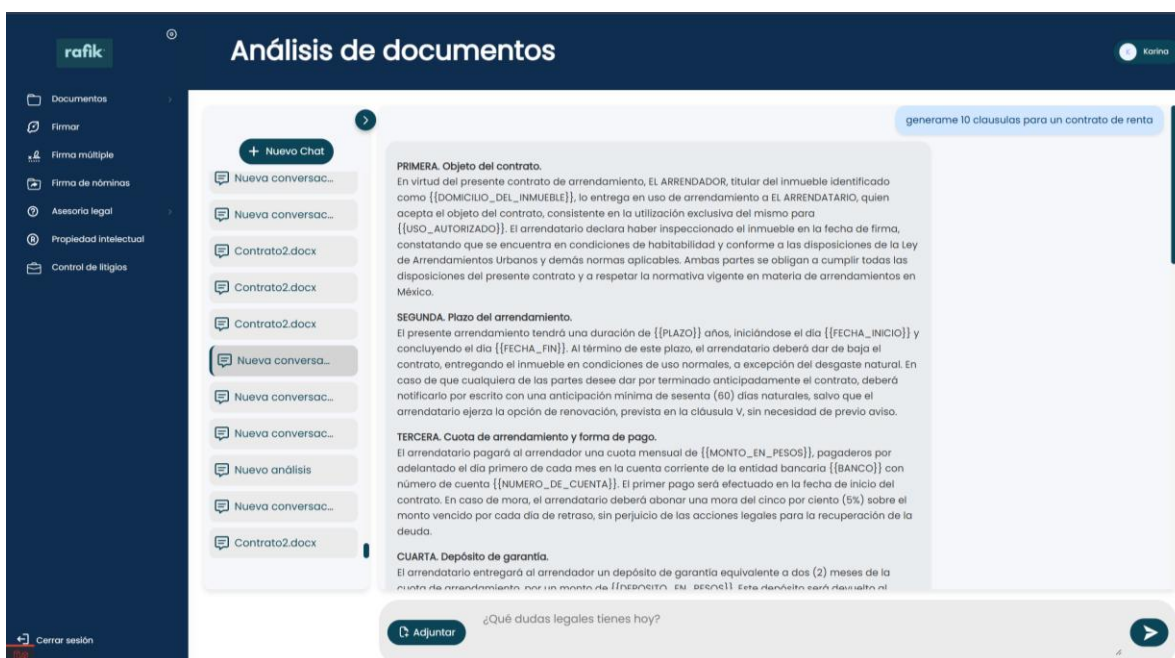 rafik
Análisis de documentos
Karina
Documentos
Firmar
Firma múltiple
Firma de nóminas
Asesoría legal
Propiedad intelectual
Control de litigios
Cerrar sesión
+ Nuevo Chat
Nueva conversac...
Nueva conversac...
Contrato2.docx
Contrato2.docx
Contrato2.docx
Nueva conversa...
Nueva conversac...
Nueva conversac...
Nuevo análisis
Nueva conversac...
Contrato2.docx
generame 10 clausulas para un contrato de renta
PRIMERA. Objeto del contrato.
En virtud del presente contrato de arrendamiento, EL ARRENDADOR, titular del inmueble identificado
como {{DOMICILIO_DEL_INMUEBLE}}, lo entrega en uso de arrendamiento a EL ARRENDATARIO, quien
acepta el objeto del contrato, consistente en la utilización exclusiva del mismo para
{{USO_AUTORIZADO}}. El arrendatario declara haber inspeccionado el inmueble en la fecha de firma,
constatando que se encuentra en condiciones de habitabilidad y conforme a las disposiciones de la Ley
de Arrendamientos Urbanos y demás normas aplicables. Ambas partes se obligan a cumplir todas las
disposiciones del presente contrato y a respetar la normativa vigente en materia de arrendamientos en
México.
SEGUNDA. Plazo del arrendamiento.
El presente arrendamiento tendrá una duración de {{PLAZO}} años, iniciándose el día {{FECHA_INICIO}} y
concluyendo el día {{FECHA_FIN}}. Al término de este plazo, el arrendatario deberá dar de baja el
contrato, entregando el inmueble en condiciones de uso normales, a excepción del desgaste natural. En
caso de que cualquiera de las partes desee dar por terminado anticipadamente el contrato, deberá
notificarlo por escrito con una anticipación mínima de sesenta (60) días naturales, salvo que el
arrendatario ejerza la opción de renovación, prevista en la cláusula V, sin necesidad de previo aviso.
TERCERA. Cuota de arrendamiento y forma de pago.
El arrendatario pagará al arrendador una cuota mensual de {{MONTO_EN_PESOS}}, pagaderos por
adelantado el día primero de cada mes en la cuenta corriente de la entidad bancaria {{BANCO}} con
número de cuenta {{NUMERO_DE_CUENTA}}. El primer pago será efectuado en la fecha de inicio del
contrato. En caso de mora, el arrendatario deberá abonar una mora del cinco por ciento (5%) sobre el
monto vencido por cada día de retraso, sin perjuicio de las acciones legales para la recuperación de la
deuda.
CUARTA. Depósito de garantía.
El arrendatario entregará al arrendador un depósito de garantía equivalente a dos (2) meses de la
cuota de arrendamiento, por un monto de {{DEPOSITO_EN_PESOS}}. Este depósito será devuelto al
Adjuntar
¿Qué dudas legales tienes hoy?